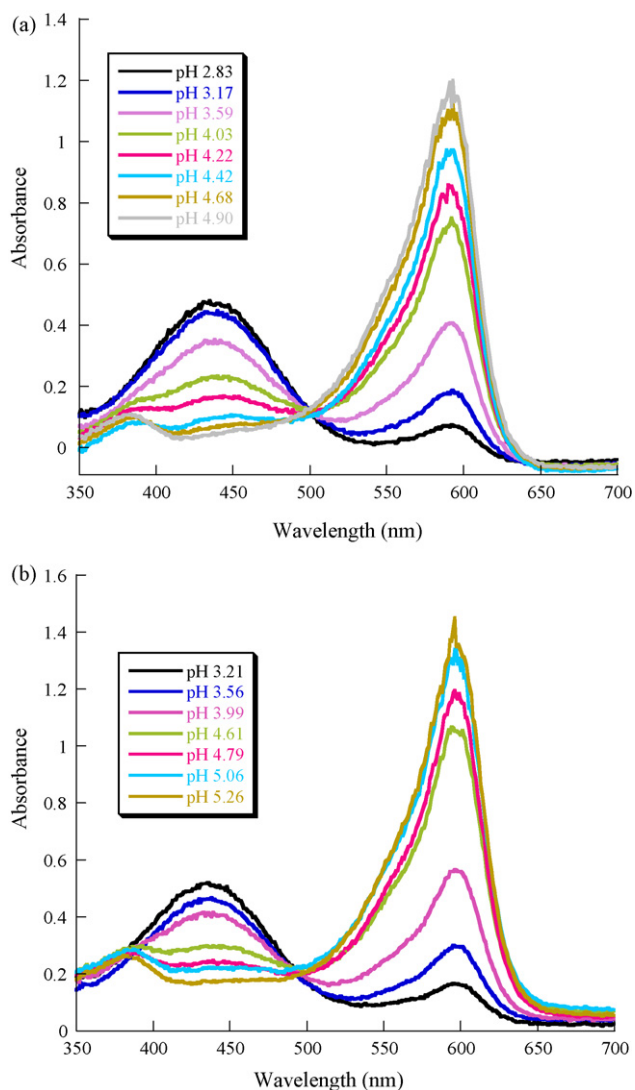 (a)
1.4
1.2
1
0.8
0.6
0.4
0.2
0
Absorbance
pH 2.83
pH 3.17
pH 3.59
pH 4.03
pH 4.22
pH 4.42
pH 4.68
pH 4.90
350 400 450 500 550 600 650 700
Wavelength (nm)
(b)
1.6
1.4
1.2
1
0.8
0.6
0.4
0.2
0
Absorbance
pH 3.21
pH 3.56
pH 3.99
pH 4.61
pH 4.79
pH 5.06
pH 5.26
350 400 450 500 550 600 650 700
Wavelength (nm)